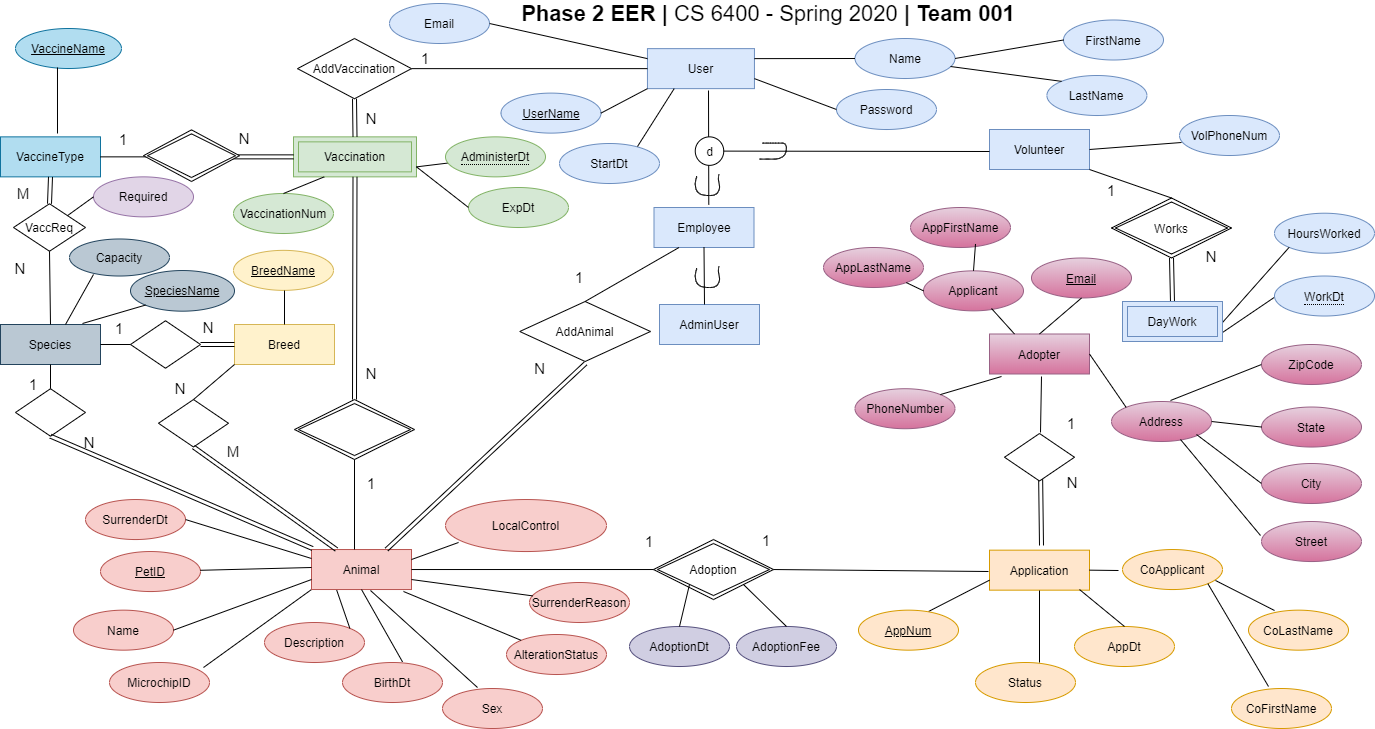 Phase 2 EER | CS 6400 - Spring 2020 | Team 001
Email
FirstName
VaccineName
AddVaccination
1
User
Name
LastName
UserName
Password
N
StartDt
VolPhoneNum
VaccineType
1
N
Vaccination
AdministerDt
d
Volunteer
M
Required
VaccinationNum
ExpDt
1
VaccReq
Employee
AppFirstName
Works
HoursWorked
N
Capacity
BreedName
SpeciesName
1
AppLastName
Applicant
Email
N
WorkDt
AdminUser
DayWork
Species
1
N
Breed
AddAnimal
Adopter
ZipCode
1
N
N
N
PhoneNumber
Address
State
1
N
M
1
N
City
SurrenderDt
LocalControl
Street
1
1
PetID
Animal
Adoption
Application
CoApplicant
SurrenderReason
Name
Description
AlterationStatus
AdoptionDt
AdoptionFee
AppNum
AppDt
CoLastName
MicrochipID
BirthDt
Sex
Status
CoFirstName